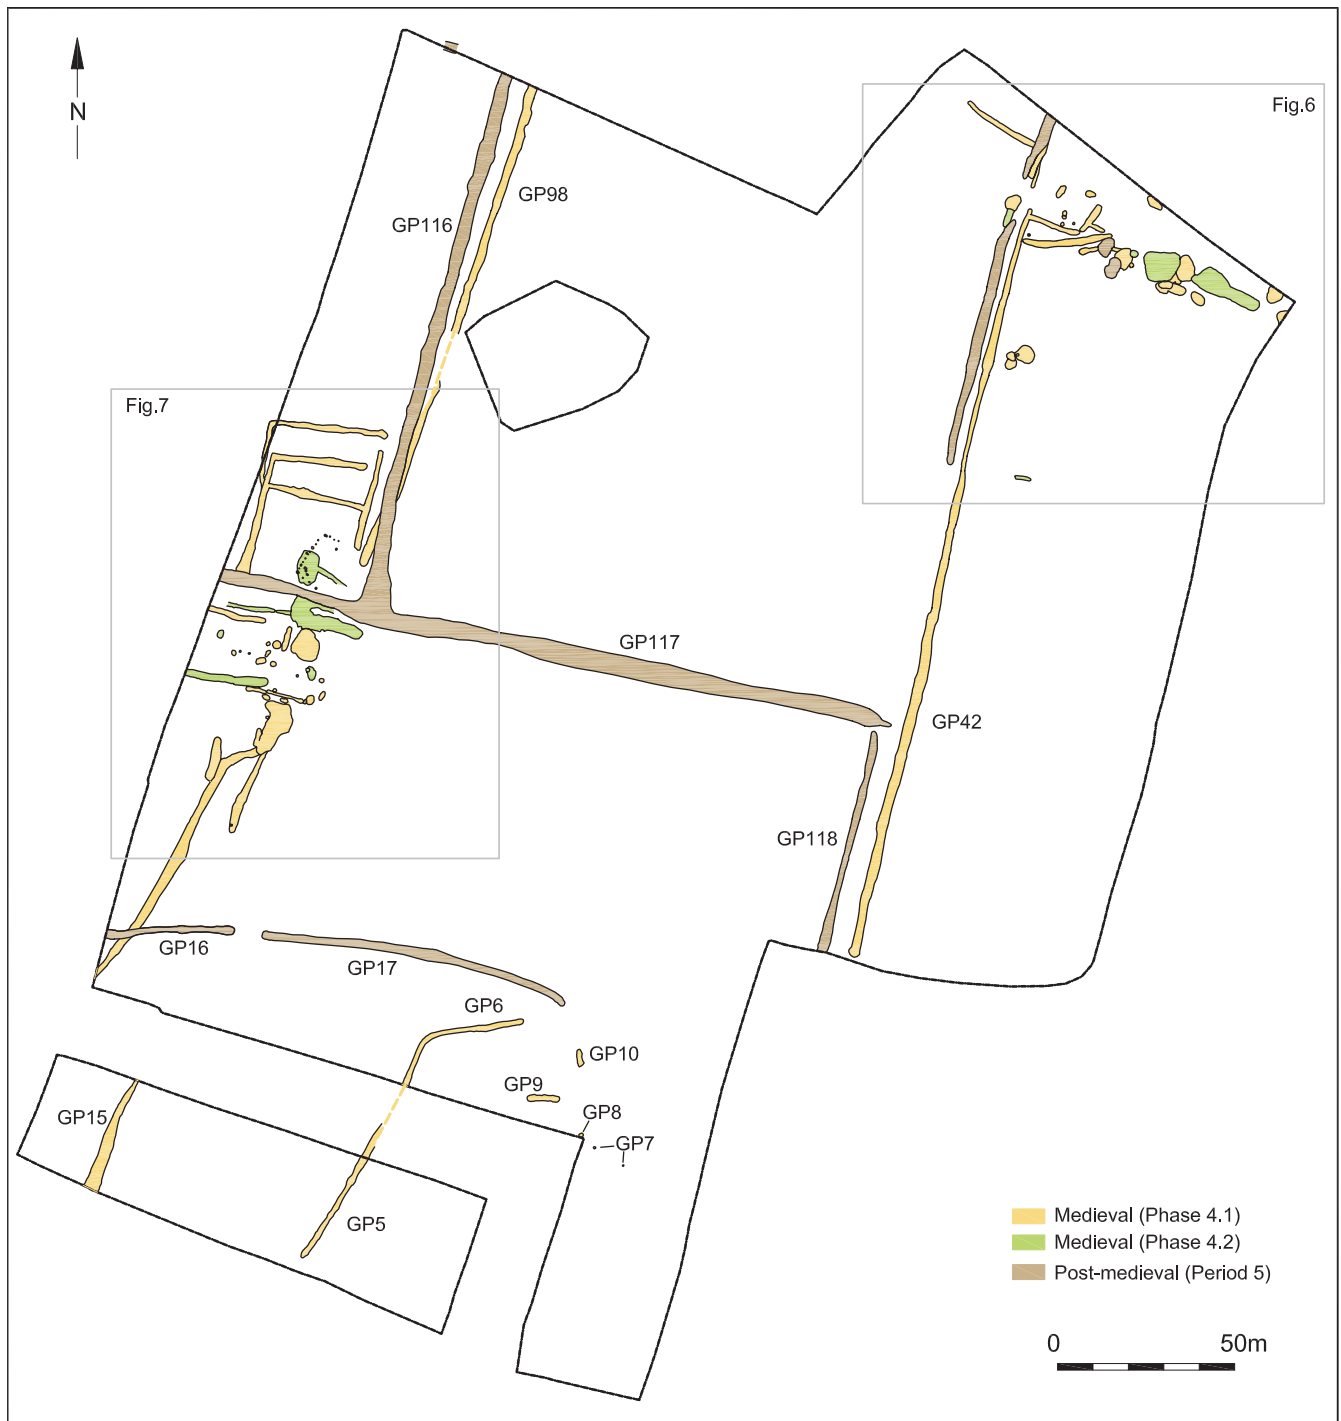 N
Fig.6
GP98
GP116
Fig.7
GP117
GP42
GP118
GP16
GP17
GP6
GP10
GP9
GP8
GP15
GP7
GP5
Medieval (Phase 4.1)
Medieval (Phase 4.2)
Post-medieval (Period 5)
0 50m